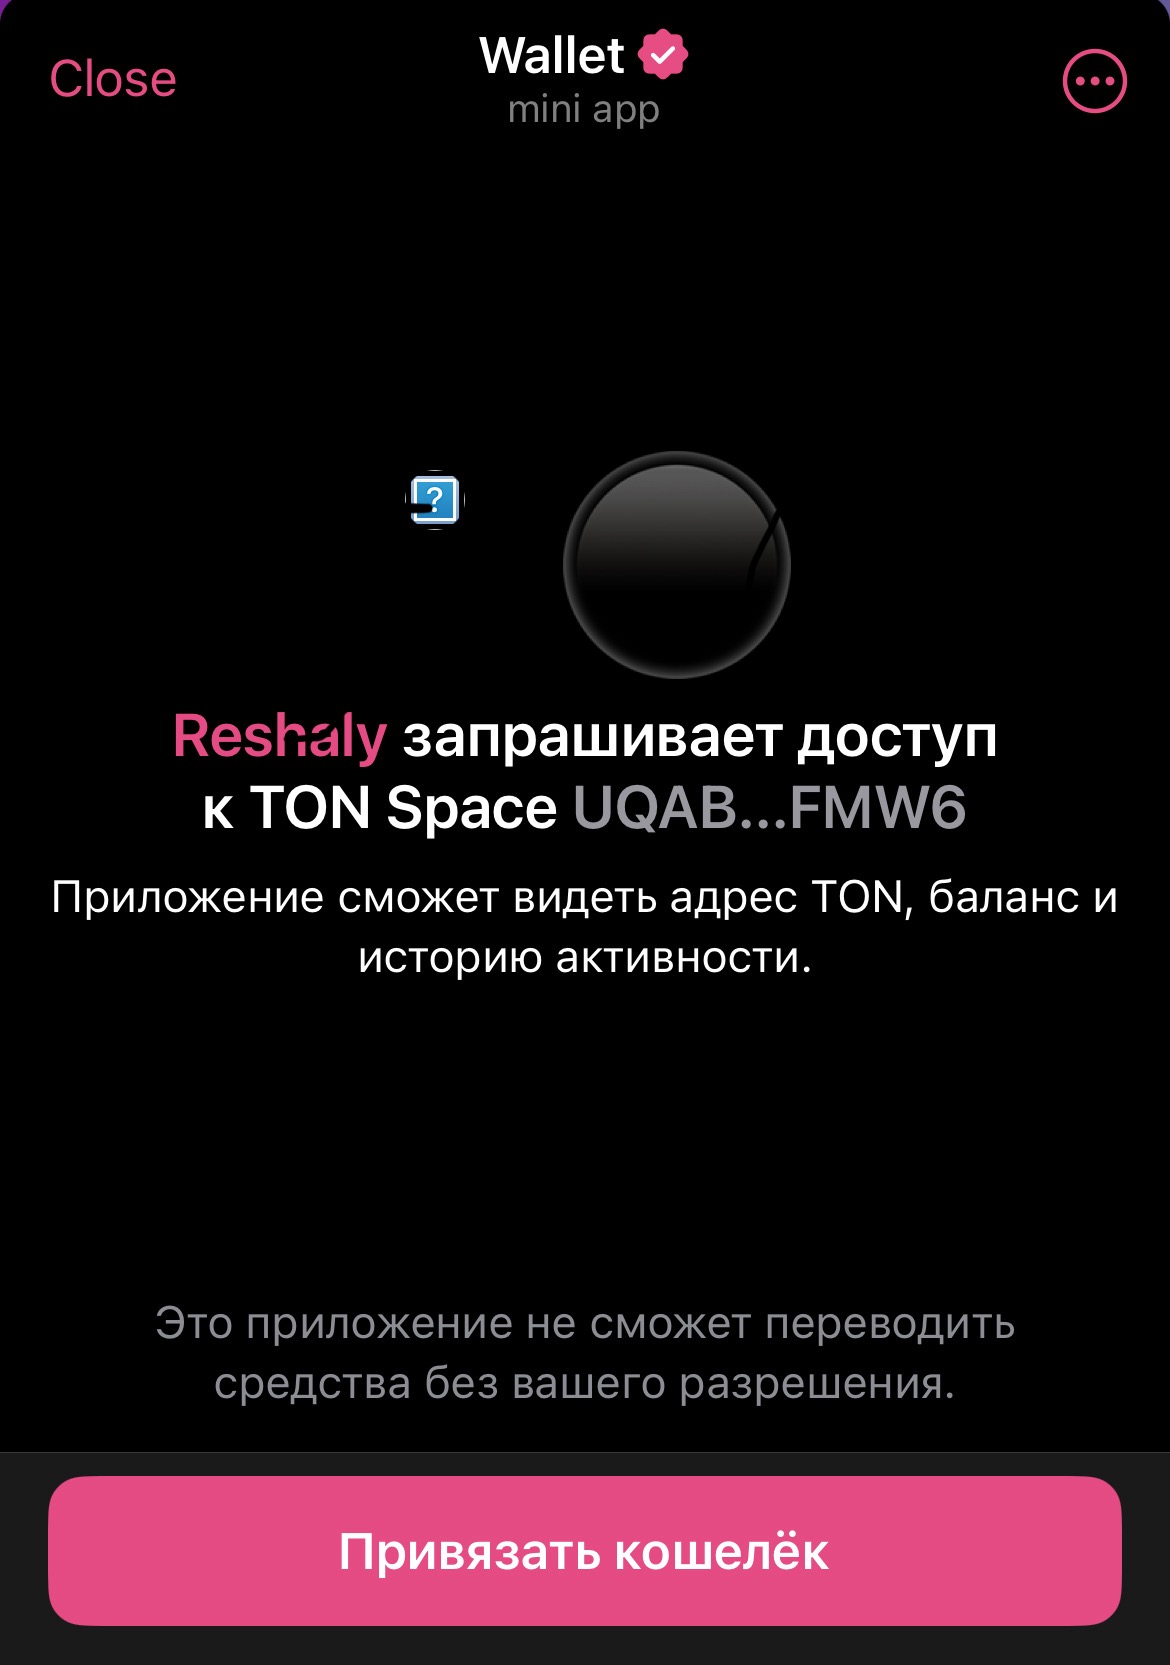 Close
Wallet
mini app
?
Reshaly запрашивает доступ
к TON Space UQAB...FMW6
Приложение сможет видеть адрес TON, баланс и
историю активности.
Это приложение не сможет переводить
средства без вашего разрешения.
Привязать кошелёк